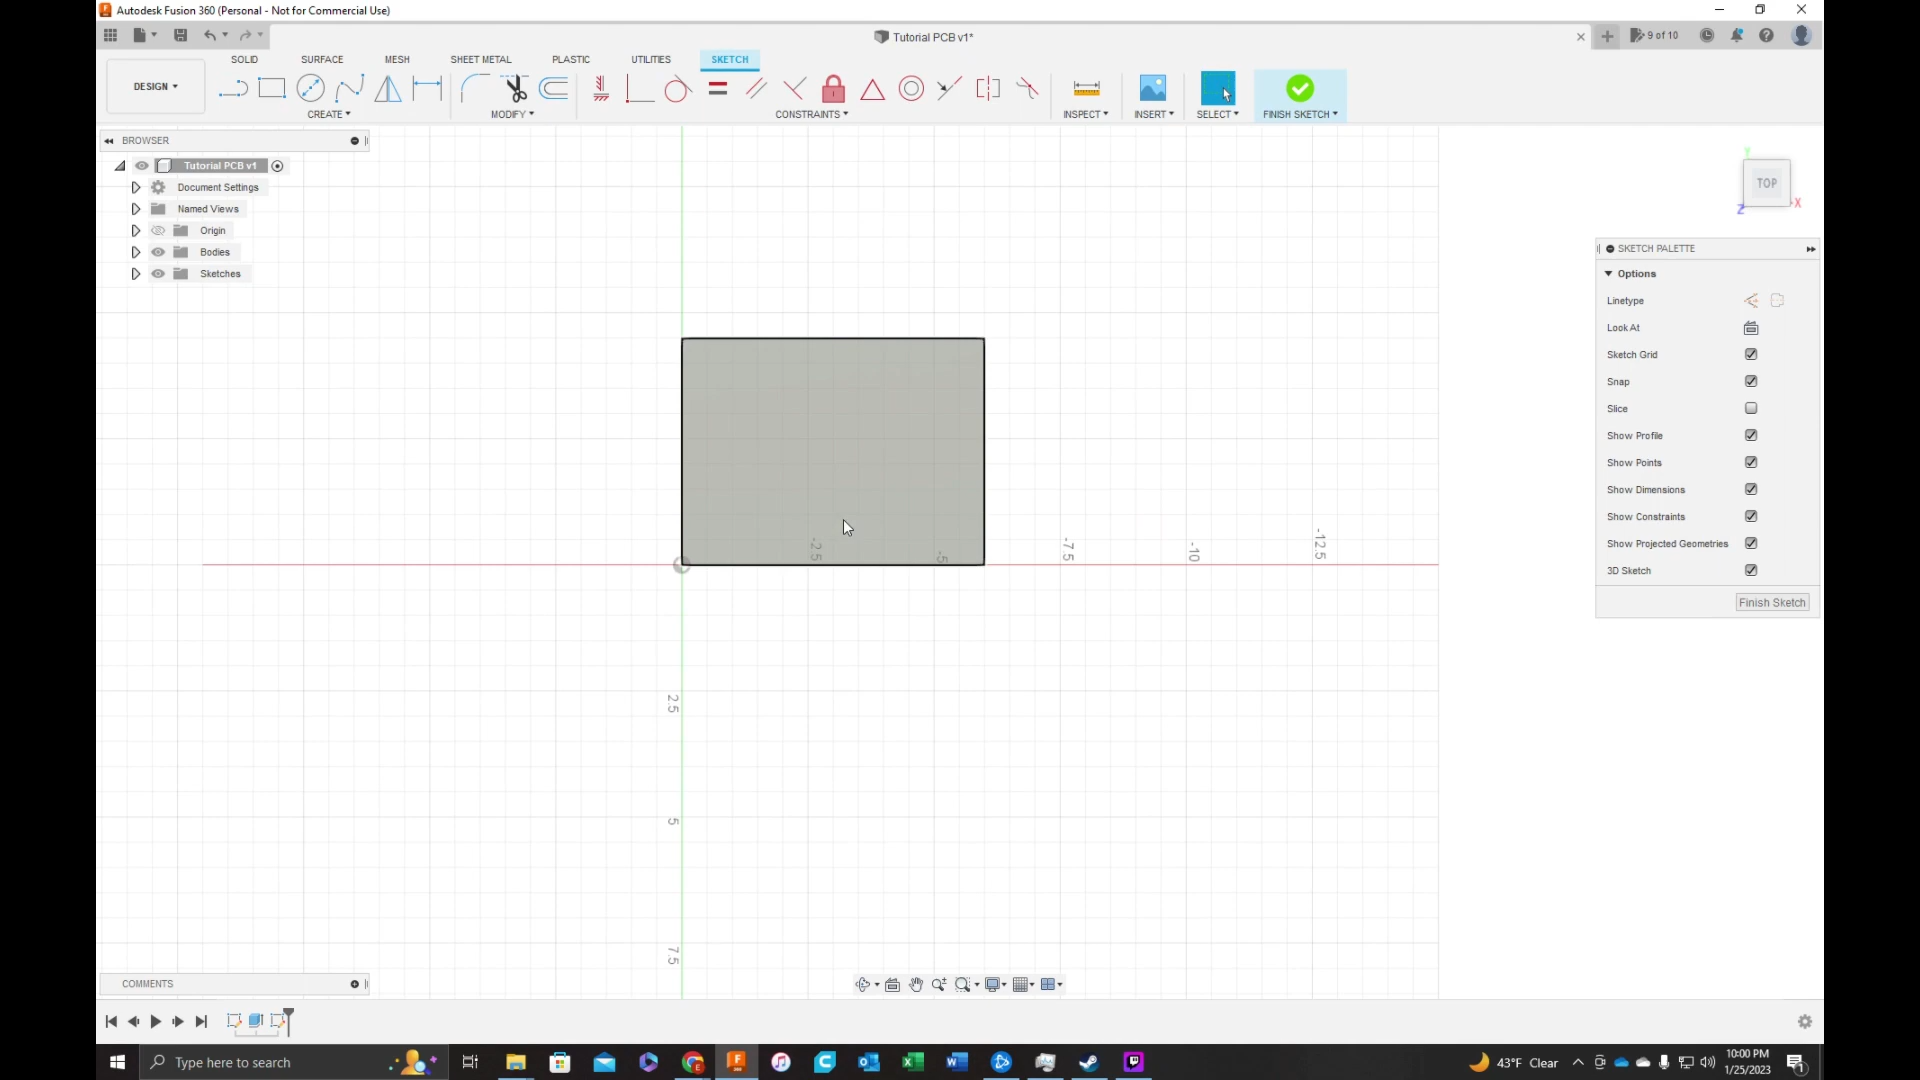 Autodesk Fusion 360 (Personal - Not for Commercial Use)
Tutorial PCB v1*
9 of 10
SOLID SURFACE MESH SHEET METAL PLASTIC UTILITIES SKETCH
DESIGN
CREATE MODIFY CONSTRAINTS INSPECT INSERT SELECT FINISH SKETCH
BROWSER
Tutorial PCB v1
Document Settings
Named Views
Origin
Bodies
Sketches
TOP
Y
X
Z
SKETCH PALETTE
Options
Linetype
Look At
Sketch Grid
Snap
Slice
Show Profile
Show Points
Show Dimensions
Show Constraints
Show Projected Geometries
3D Sketch
Finish Sketch
-2.5 -5 -7.5 -10 -12.5
2.5
5
7.5
COMMENTS
Type here to search
43°F Clear
10:00 PM
1/25/2023